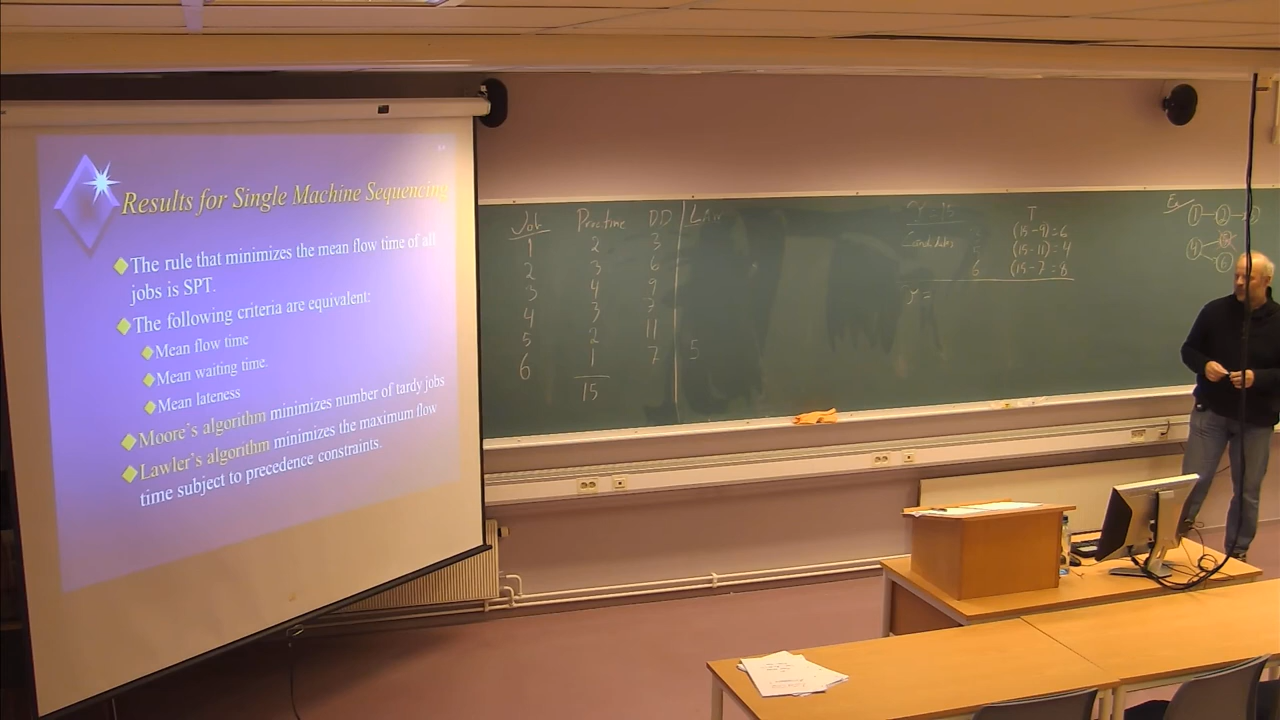 Results for Single Machine Sequencing
The rule that minimizes the mean flow time of all
jobs is SPT.
The following criteria are equivalent:
Mean flow time
Mean waiting time.
Mean lateness
Moore's algorithm minimizes number of tardy jobs
Lawler's algorithm minimizes the maximum flow
time subject to precedence constraints.
Job DD
1 2 3
2 3 6
3 4 9
4 3 7
5 2 11
6 1 7 5
15
τ = 15 T
Candidates (15-9)=6
(15-11)=4
6 (15-7=8
τ =
Ex 1 2 3
4 6